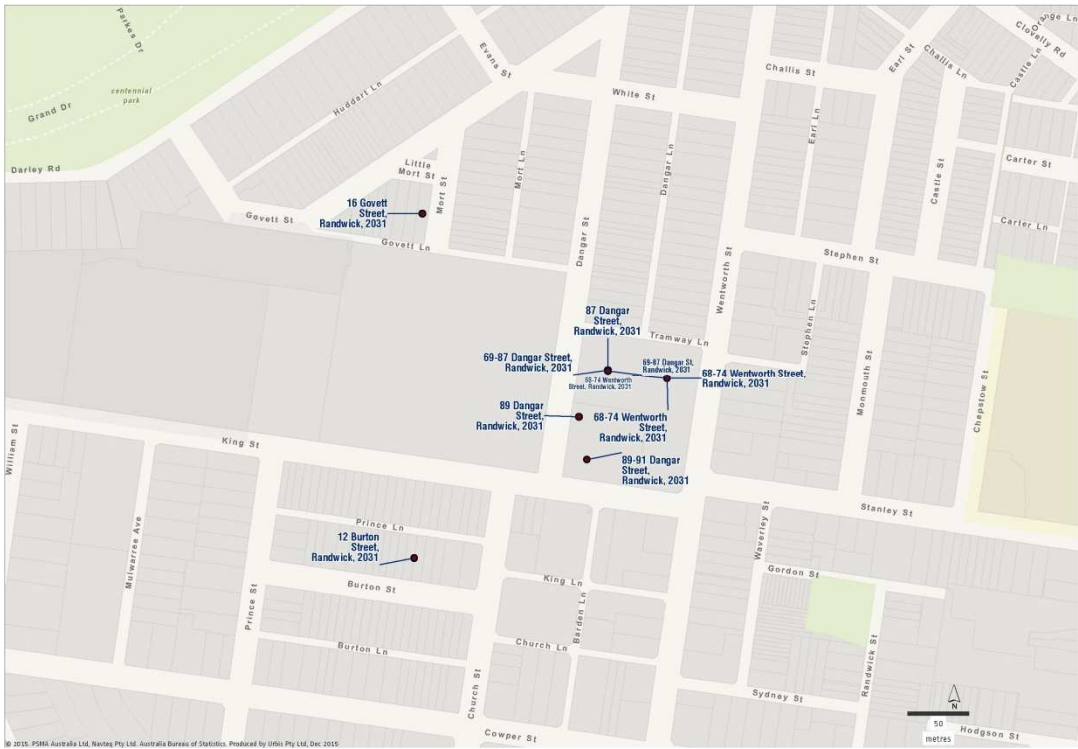 Parkes Dr
centennial
park
Grand Dr
Darley Rd
Huddart Ln
Evans St
White St
Challis St
Earl St
Challis Ln
Orange Ln
Clovelly Rd
Castle Ln
Earl Ln
Castle St
Carter St
Carter Ln
Little
Mort St
Mort St
Mort Ln
Dangar Ln
Dangar St
Wentworth St
Stephen St
16 Govett
Street,
Randwick, 2031
Govett St
Govett Ln
87 Dangar
Street,
Randwick, 2031
Tramway Ln
Stephen Ln
Monmouth St
Chepstow St
69-87 Dangar Street,
Randwick, 2031
69-87 Dangar St,
Randwick, 2031
68-74 Wentworth
Street, Randwick, 2031
68-74 Wentworth Street,
Randwick, 2031
89 Dangar
Street,
Randwick, 2031
68-74 Wentworth
Street,
Randwick, 2031
89-91 Dangar
Street,
Randwick, 2031
William St
King St
Stanley St
Mulwarree Ave
Prince Ln
12 Burton
Street,
Randwick, 2031
Prince St
Burton St
Burton Ln
King Ln
Barden Ln
Church Ln
Church St
Waverley St
Gordon St
Randwick St
Sydney St
Cowper St
Hodgson St
N
50
metres
© 2015. PSMA Australia Ltd, Navteq Pty Ltd. Australia Bureau of Statistics. Produced by Urbis Pty Ltd, Dec 2015